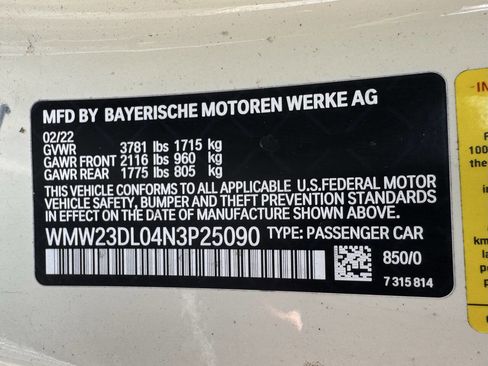 MFD BY BAYERISCHE MOTOREN WERKE AG
02/22
GVWR 3781 lbs 1715 kg
GAWR FRONT 2116 lbs 960 kg
GAWR REAR 1775 lbs 805 kg
THIS VEHICLE CONFORMS TO ALL APPLICABLE U.S.FEDERAL MOTOR
VEHICLE SAFETY, BUMPER AND THEFT PREVENTION STANDARDS
IN EFFECT ON THE DATE OF MANUFACTURE SHOWN ABOVE.
WMW23DL04N3P25090 TYPE: PASSENGER CAR
850/0
7 315 814
100
the
km